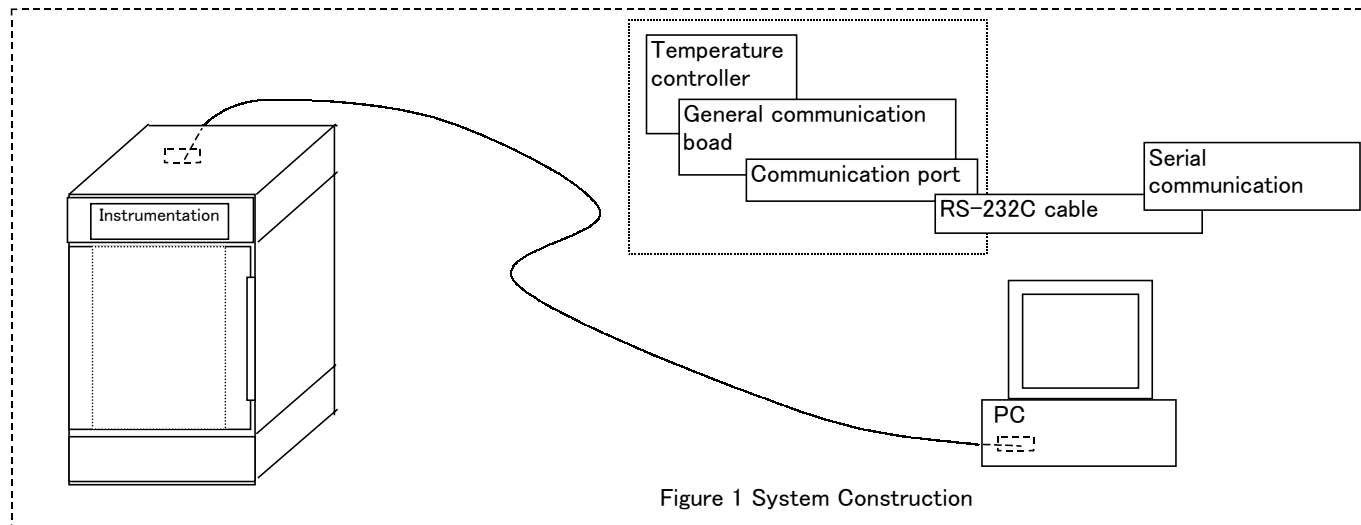 Temperature
controller
General communication
boad
Communication port
RS-232C cable
Serial
communication
Instrumentation
PC
Figure 1 System Construction